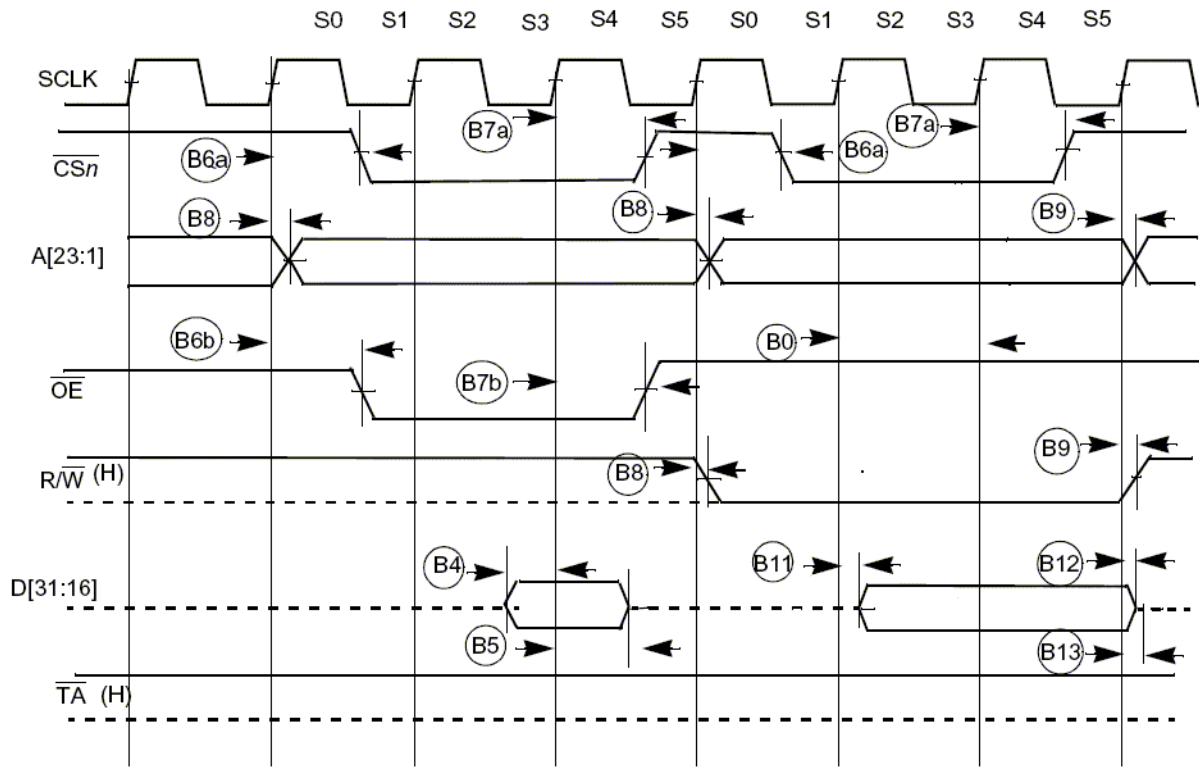 S0 S1 S2 S3 S4 S5 S0 S1 S2 S3 S4 S5
SCLK
B7a B7a
CSn B6a B6a
B8 B8 B9
A[23:1]
B6b B0
OE B7b
R/W (H) B8 B9
B4 B11 B12
D[31:16]
B5 B13
TA (H)